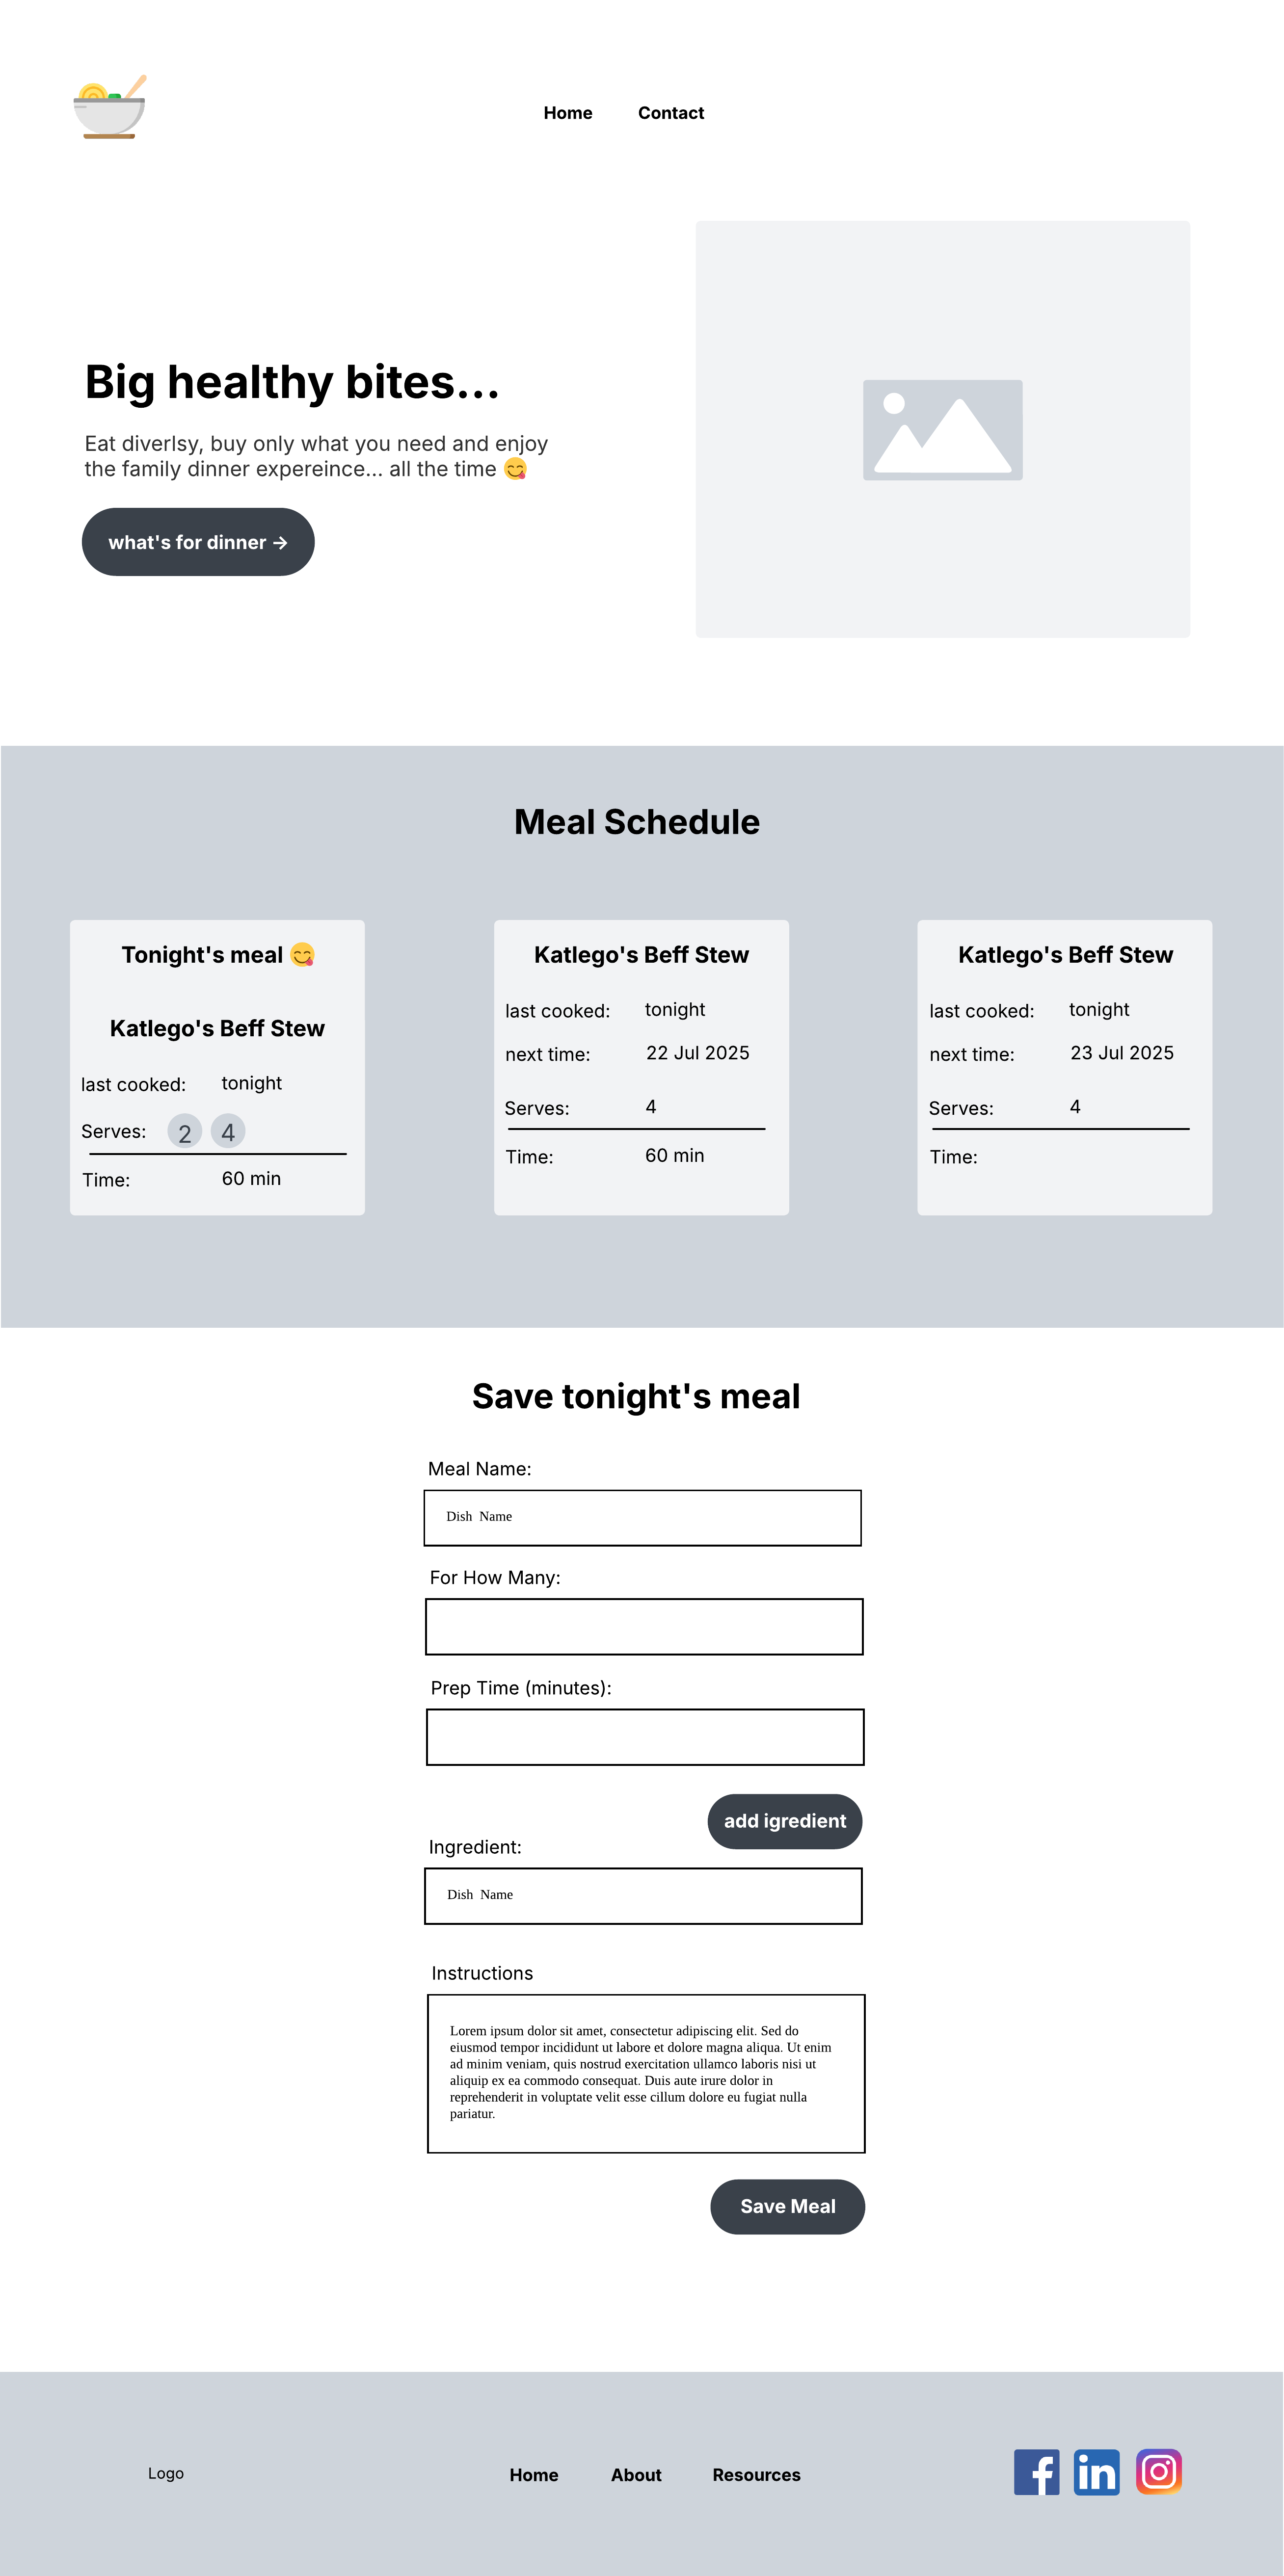 Home Contact
Big healthy bites...
Eat diverlsy, buy only what you need and enjoy
the family dinner expereince... all the time 😋
what's for dinner →
Meal Schedule
Tonight's meal 😋
Katlego's Beff Stew
last cooked: tonight
Serves: 2 4
Time: 60 min
Katlego's Beff Stew
last cooked: tonight
next time: 22 Jul 2025
Serves: 4
Time: 60 min
Katlego's Beff Stew
last cooked: tonight
next time: 23 Jul 2025
Serves: 4
Time:
Save tonight's meal
Meal Name:
Dish Name
For How Many:
Prep Time (minutes):
add igredient
Ingredient:
Dish Name
Instructions
Lorem ipsum dolor sit amet, consectetur adipiscing elit. Sed do
eiusmod tempor incididunt ut labore et dolore magna aliqua. Ut enim
ad minim veniam, quis nostrud exercitation ullamco laboris nisi ut
aliquip ex ea commodo consequat. Duis aute irure dolor in
reprehenderit in voluptate velit esse cillum dolore eu fugiat nulla
pariatur.
Save Meal
Logo
Home About Resources
in